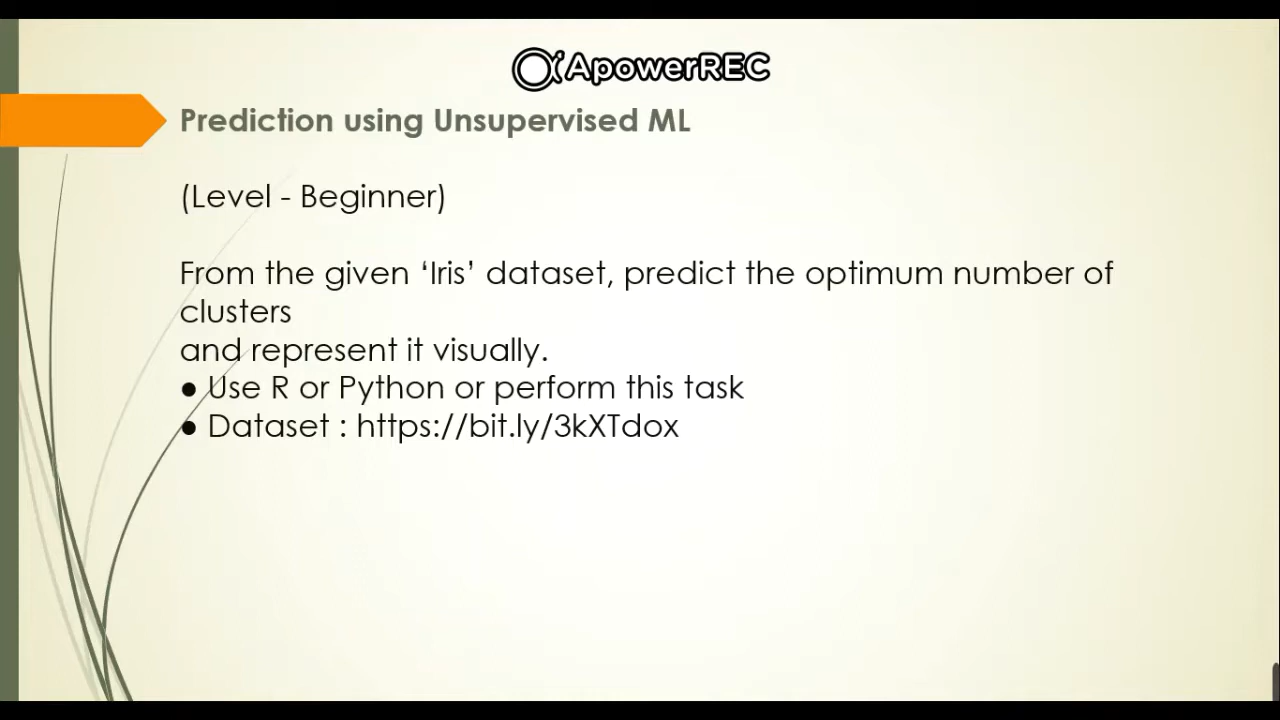 ApowerREC
Prediction using Unsupervised ML
(Level - Beginner)
From the given ‘Iris’ dataset, predict the optimum number of
clusters
and represent it visually.
● Use R or Python or perform this task
● Dataset : https://bit.ly/3kXTdox